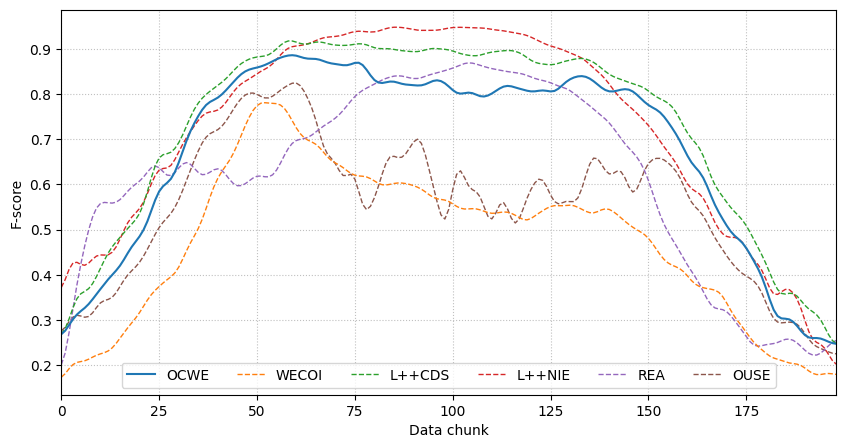 F-score
0.9
0.8
0.7
0.6
0.5
0.4
0.3
0.2
OCWE WECOI L++CDS L++NIE REA OUSE
0 25 50 75 100 125 150 175
Data chunk